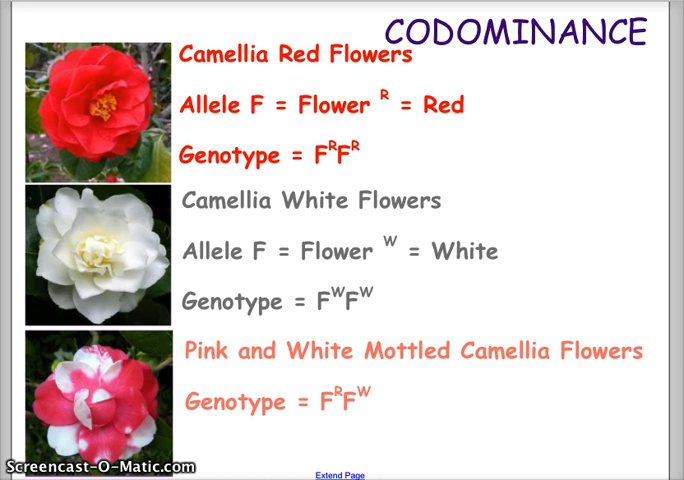 CODOMINANCE
Camellia Red Flowers
Allele F = Flower ᴿ = Red
Genotype = FᴿFᴿ
Camellia White Flowers
Allele F = Flower ᵂ = White
Genotype = FᵂFᵂ
Pink and White Mottled Camellia Flowers
Genotype = FᴿFᵂ
Screencast-O-Matic.com
Extend Page